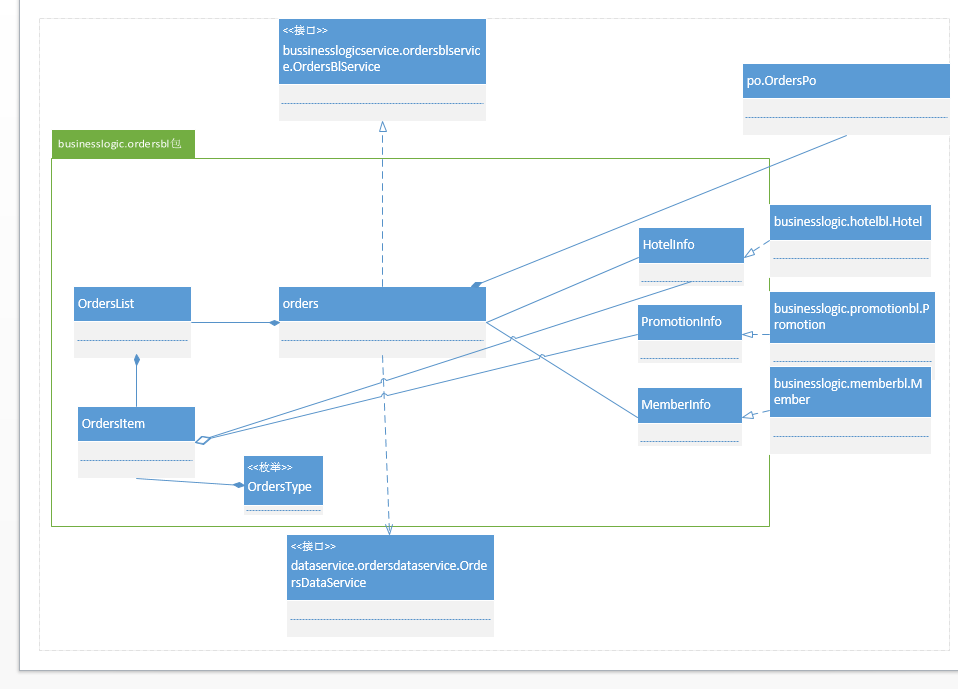 <<接口>>
bussinesslogicservice.ordersblservic
e.OrdersBlService
po.OrdersPo
businesslogic.ordersbl包
businesslogic.hotelbl.Hotel
HotelInfo
OrdersList
orders
businesslogic.promotionbl.P
romotion
PromotionInfo
businesslogic.memberbl.M
ember
MemberInfo
OrdersItem
<<枚举>>
OrdersType
<<接口>>
dataservice.ordersdataservice.Orde
rsDataService